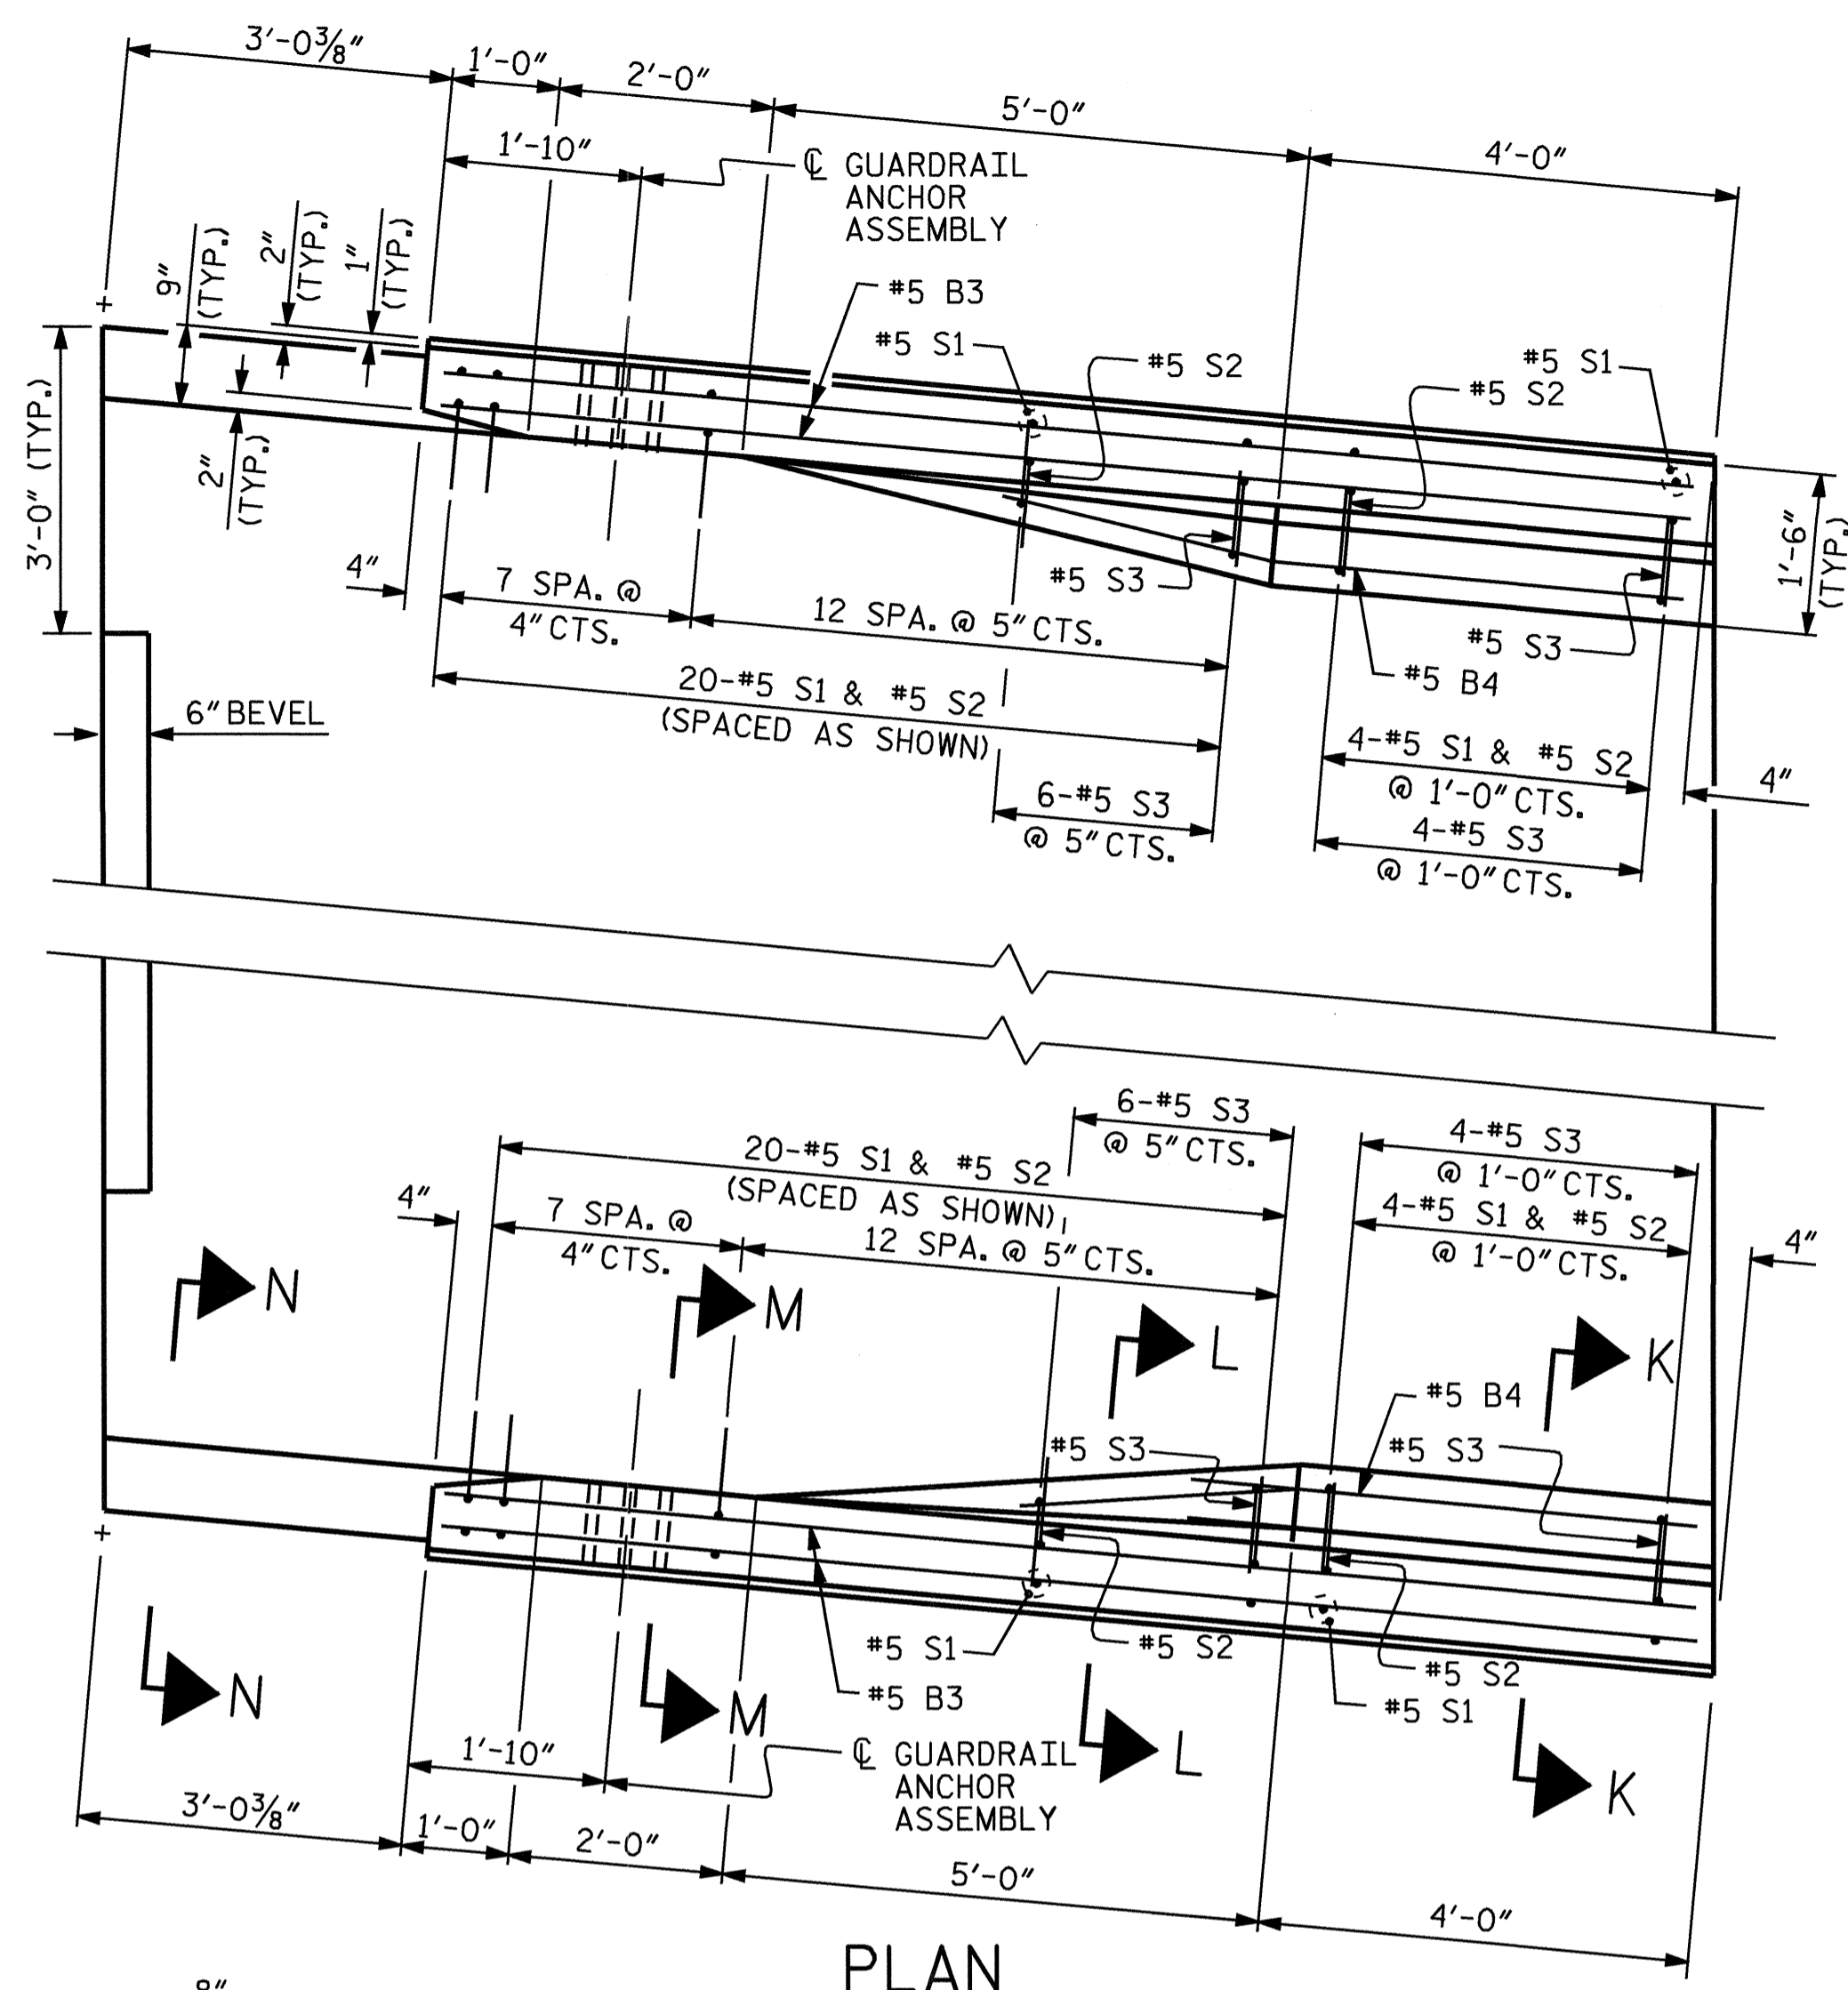 3'-0⅜"
1'-0"
2'-0"
5'-0"
4'-0"
1'-10"
℄ GUARDRAIL
ANCHOR
ASSEMBLY
9"
(TYP.)
2"
(TYP.)
1"
(TYP.)
#5 B3
#5 S1
#5 S2
#5 S1
#5 S2
3'-0" (TYP.)
2"
(TYP.)
1'-6"
(TYP.)
4"
7 SPA. @
4" CTS.
12 SPA. @ 5" CTS.
#5 S3
#5 S3
#5 B4
20-#5 S1 & #5 S2
(SPACED AS SHOWN)
6" BEVEL
4-#5 S1 & #5 S2
@ 1'-0" CTS.
4"
6-#5 S3
@ 5" CTS.
4-#5 S3
@ 1'-0" CTS.
6-#5 S3
@ 5" CTS.
4-#5 S3
@ 1'-0" CTS.
20-#5 S1 & #5 S2
(SPACED AS SHOWN)
4"
7 SPA. @
4" CTS.
12 SPA. @ 5" CTS.
4-#5 S1 & #5 S2
@ 1'-0" CTS.
4"
N
M
L
K
#5 B4
#5 S3
#5 S3
#5 S1
#5 S2
#5 S2
#5 B3
#5 S1
N
M
L
K
1'-10"
℄ GUARDRAIL
ANCHOR
ASSEMBLY
3'-0⅜"
1'-0"
2'-0"
5'-0"
4'-0"
PLAN
8"